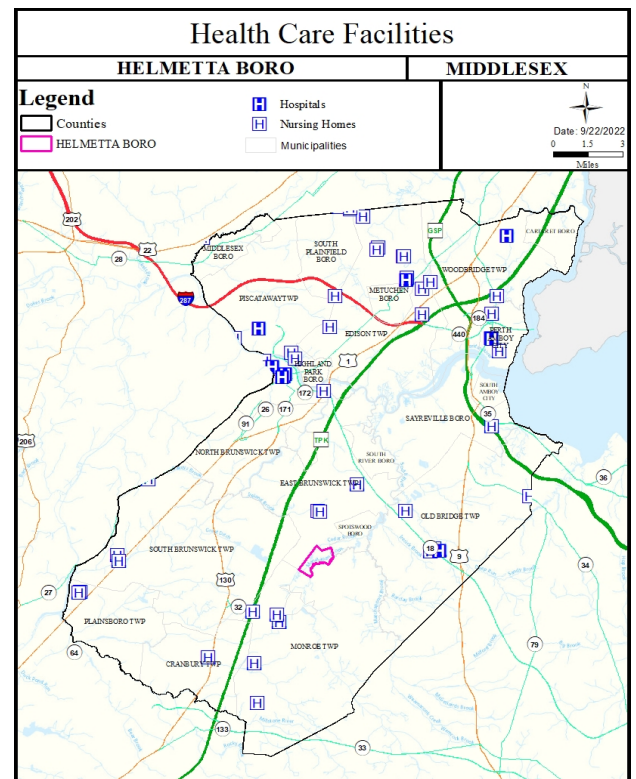 Health Care Facilities
HELMETTA BORO
MIDDLESEX
Legend
Counties
HELMETTA BORO
H Hospitals
H Nursing Homes
Municipalities
N
Date: 9/22/2022
0 1.5 3
Miles
202
22
28
287
MIDDLESEX
BORO
SOUTH
PLAINFIELD
BORO
GSP
CARTERET BORO
WOODBRIDGE TWP
METUCHEN
BORO
PISCATAWAY TWP
EDISON TWP
184
440
PERTH
AMBOY
1
HIGHLAND
PARK
BORO
172
26
171
91
SOUTH
AMBOY
CITY
35
SAYREVILLE BORO
206
TPK
NORTH BRUNSWICK TWP
SOUTH
RIVER BORO
36
EAST BRUNSWICK TWP
OLD BRIDGE TWP
SPOTSWOOD
BORO
SOUTH BRUNSWICK TWP
18
9
34
130
27
32
PLAINSBORO TWP
MONROE TWP
79
64
CRANBURY TWP
133
33